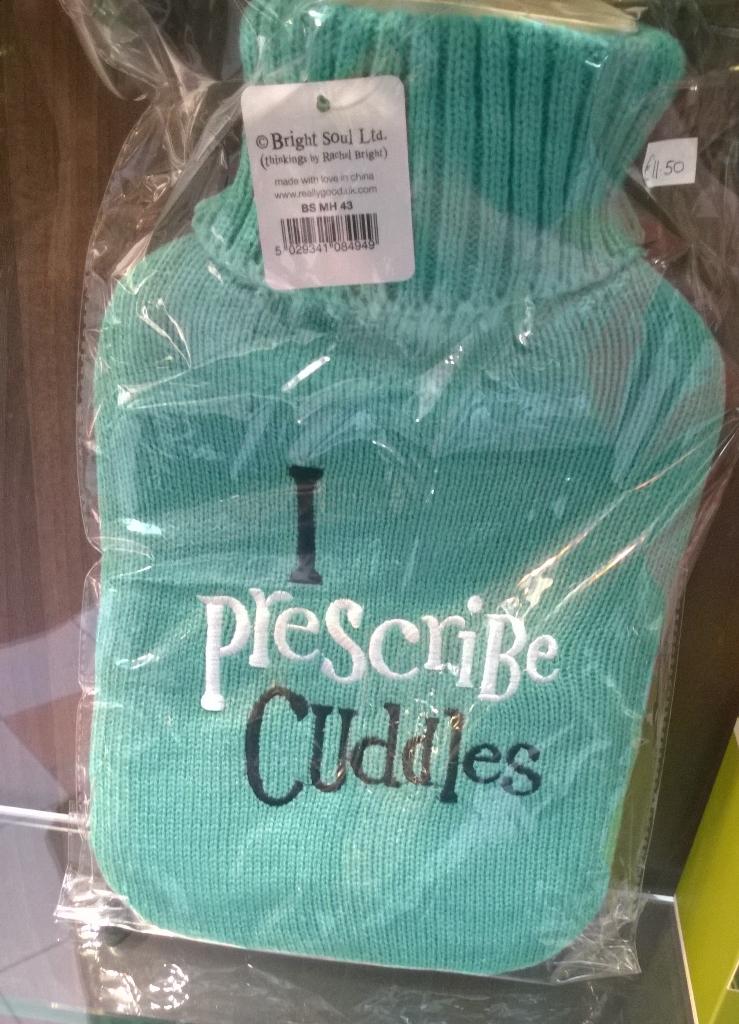 © Bright Soul Ltd.
(thinkings by Rachel Bright)
made with love in china
www.reallygood.uk.com
BS MH 43
5 029341 084949
£11.50
I
Prescribe
Cuddles